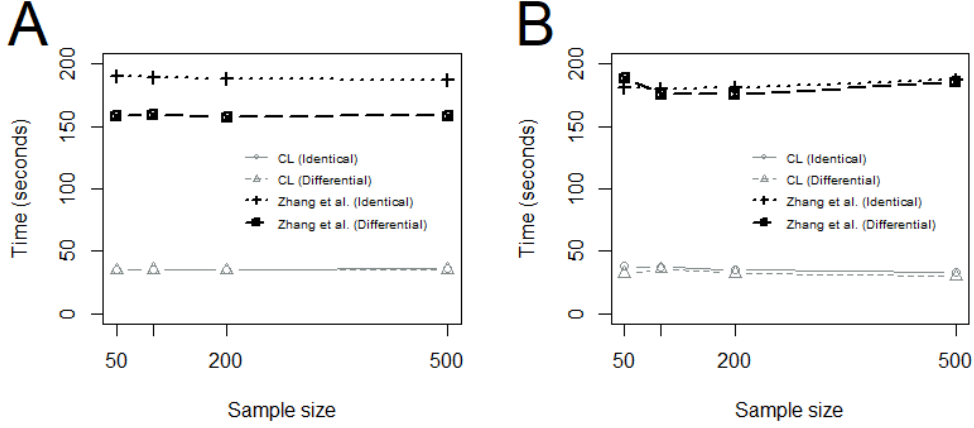 A
Time (seconds)
200
150
100
50
0
CL (Identical)
CL (Differential)
Zhang et al. (Identical)
Zhang et al. (Differential)
50
200
500
Sample size
B
Time (seconds)
200
150
100
50
0
CL (Identical)
CL (Differential)
Zhang et al. (Identical)
Zhang et al. (Differential)
50
200
500
Sample size